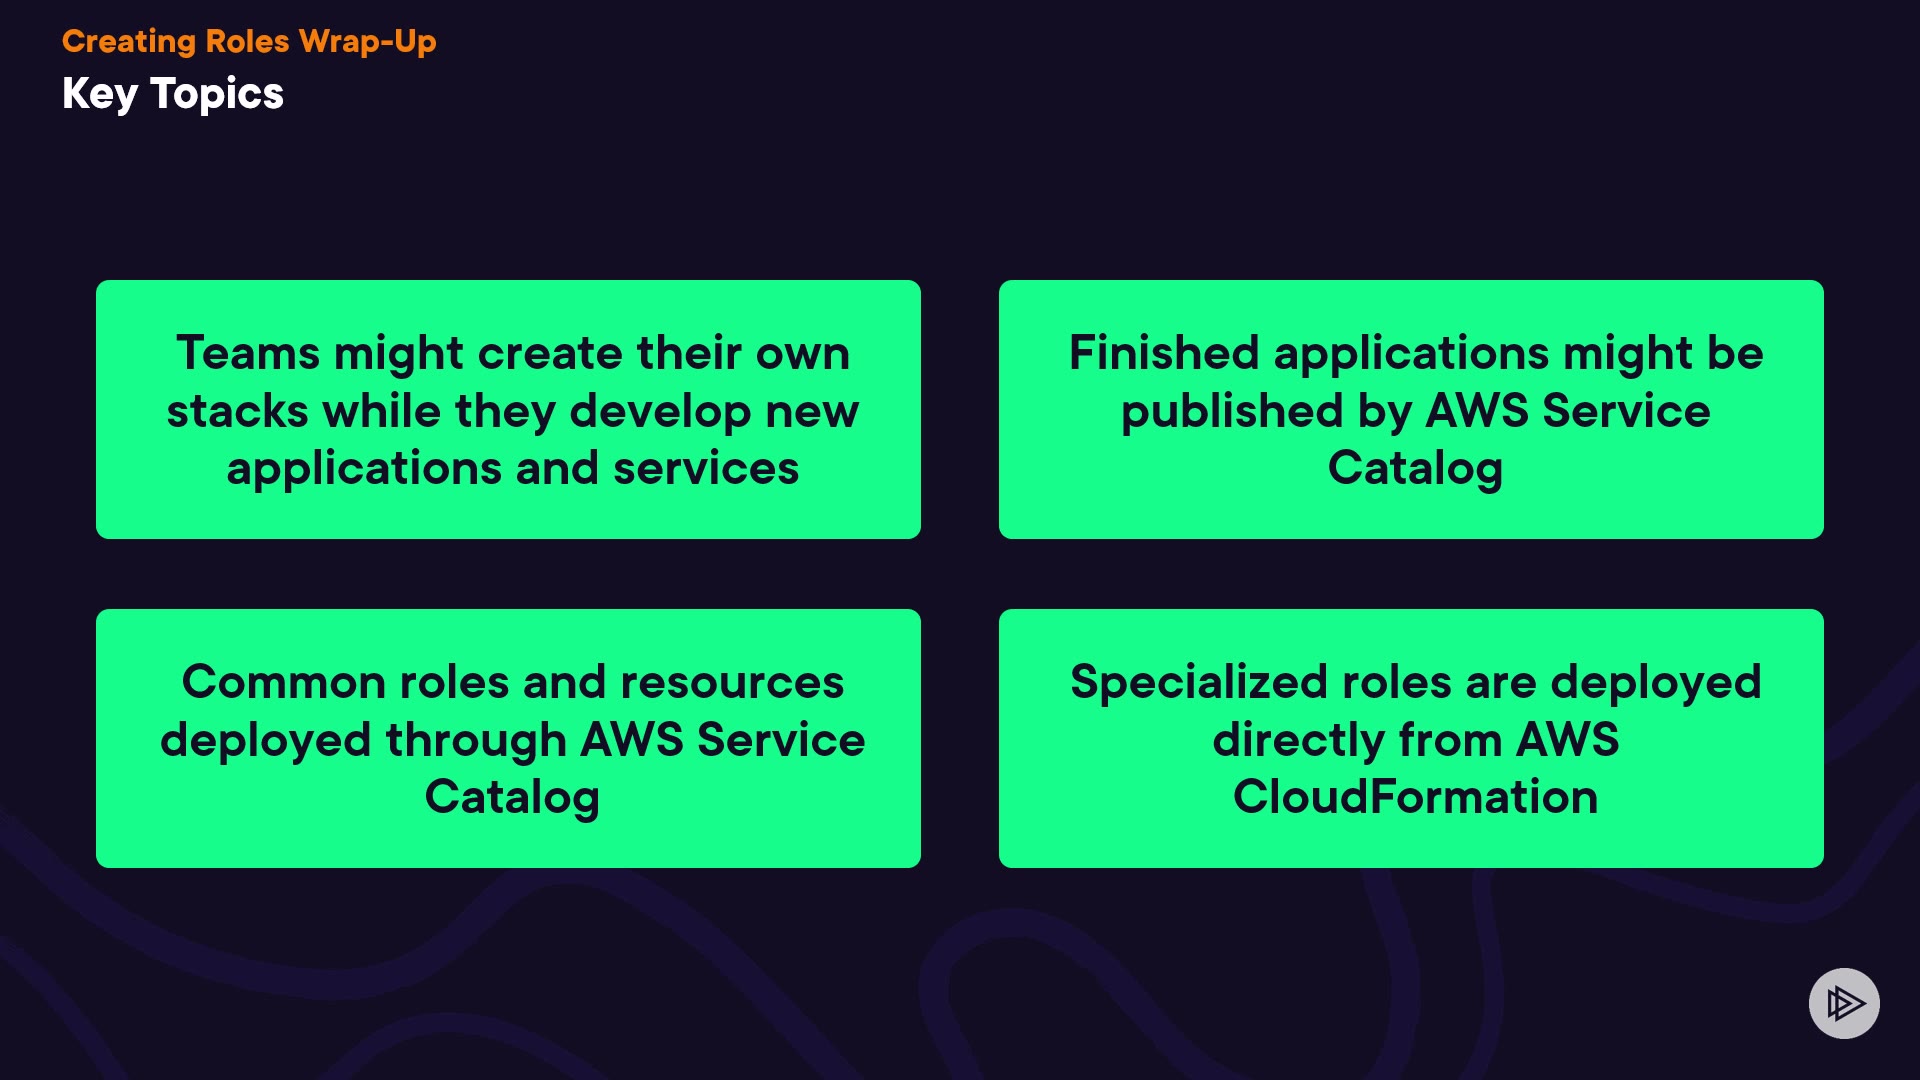 Creating Roles Wrap-Up
Key Topics
Teams might create their own
stacks while they develop new
applications and services
Finished applications might be
published by AWS Service
Catalog
Common roles and resources
deployed through AWS Service
Catalog
Specialized roles are deployed
directly from AWS
CloudFormation